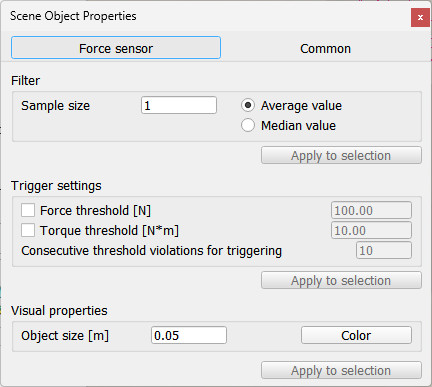 Scene Object Properties x
Force sensor Common
Filter
Sample size 1 Average value
Median value
Apply to selection
Trigger settings
Force threshold [N] 100.00
Torque threshold [N*m] 10.00
Consecutive threshold violations for triggering 10
Apply to selection
Visual properties
Object size [m] 0.05 Color
Apply to selection